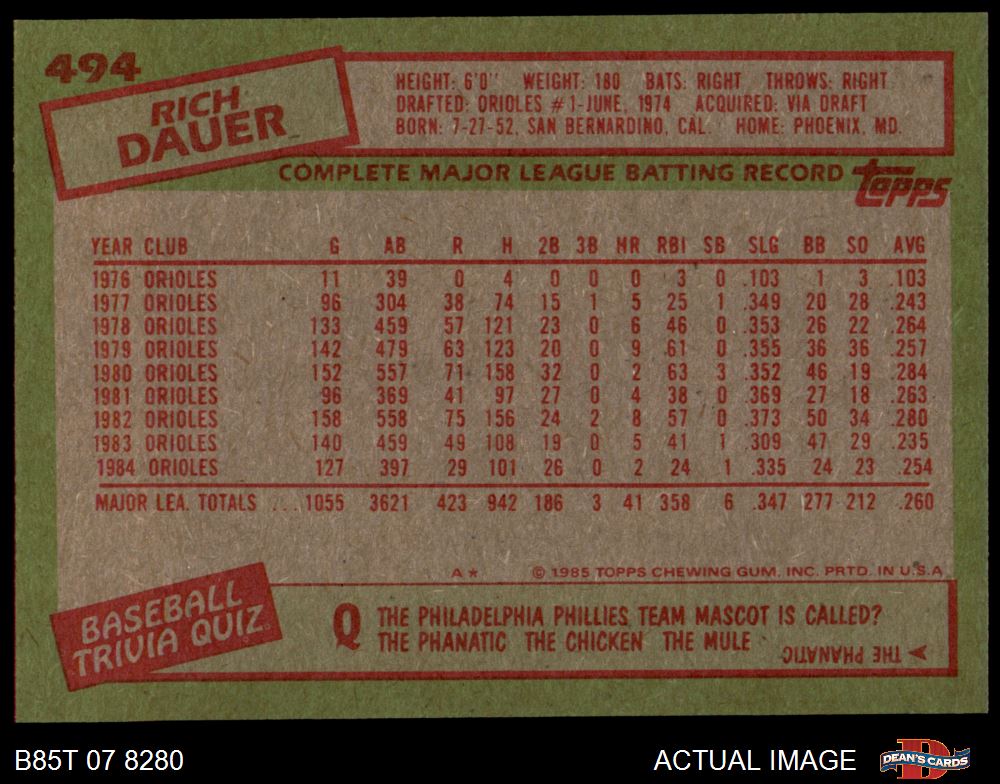 494
RICH
DAUER
HEIGHT: 6'0" WEIGHT: 180 BATS: RIGHT THROWS: RIGHT
DRAFTED: ORIOLES #1-JUNE, 1974 ACQUIRED: VIA DRAFT
BORN: 7-27-52, SAN BERNARDINO, CAL. HOME: PHOENIX, MD.
COMPLETE MAJOR LEAGUE BATTING RECORD
topps
YEAR CLUB G AB R H 2B 3B HR RBI SB SLG BB SO AVG
1976 ORIOLES 11 39 0 4 0 0 0 3 0 .103 1 3 .103
1977 ORIOLES 96 304 38 74 15 1 5 25 1 .349 20 28 .243
1978 ORIOLES 133 459 57 121 23 0 6 46 0 .353 26 22 .264
1979 ORIOLES 142 479 63 123 20 0 9 61 0 .355 36 36 .257
1980 ORIOLES 152 557 71 158 32 0 2 63 3 .352 46 19 .284
1981 ORIOLES 96 369 41 97 27 0 4 38 0 .369 27 18 .263
1982 ORIOLES 158 558 75 156 24 2 8 57 0 .373 50 34 .280
1983 ORIOLES 140 459 49 108 19 0 5 41 1 .309 47 29 .235
1984 ORIOLES 127 397 29 101 26 0 2 24 1 .335 24 23 .254
MAJOR LEA. TOTALS ... 1055 3621 423 942 186 3 41 358 6 .347 277 212 .260
A* © 1985 TOPPS CHEWING GUM, INC. PRTD. IN U.S.A.
BASEBALL
TRIVIA QUIZ
Q THE PHILADELPHIA PHILLIES TEAM MASCOT IS CALLED?
THE PHANATIC THE CHICKEN THE MULE
THE PHANATIC
B85T 07 8280
ACTUAL IMAGE
DEAN'S CARDS